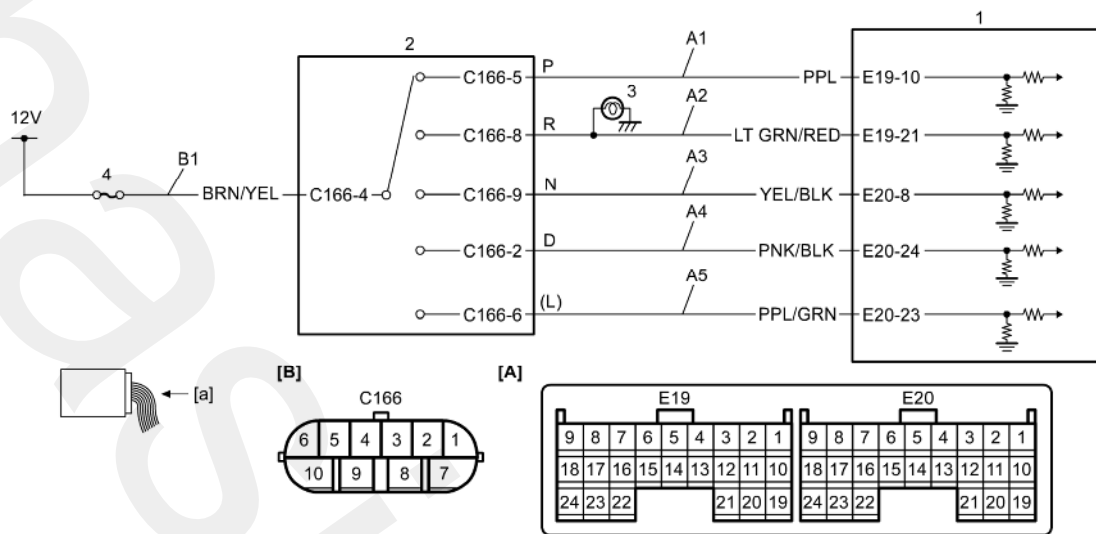 1
2
A1
C166-5 P PPL E19-10
3
A2
12V
C166-8 R LT GRN/RED E19-21
B1
A3
4
BRN/YEL C166-4 C166-9 N YEL/BLK E20-8
A4
C166-2 D PNK/BLK E20-24
A5
C166-6 (L) PPL/GRN E20-23
[B] [A]
[a]
C166
6 5 4 3 2 1
10 9 8 7
E19 E20
9 8 7 6 5 4 3 2 1 9 8 7 6 5 4 3 2 1
18 17 16 15 14 13 12 11 10 18 17 16 15 14 13 12 11 10
24 23 22 21 20 19 24 23 22 21 20 19